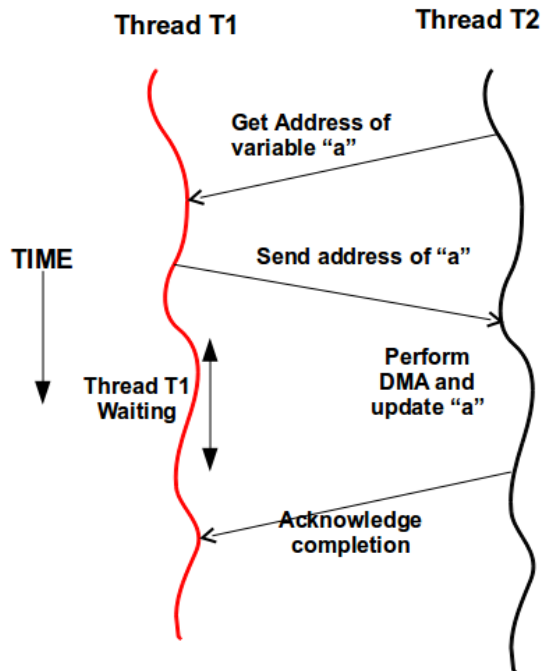 Thread T1
Thread T2
Get Address of
variable “a”
TIME
Send address of “a”
Thread T1
Waiting
Perform
DMA and
update “a”
Acknowledge
completion